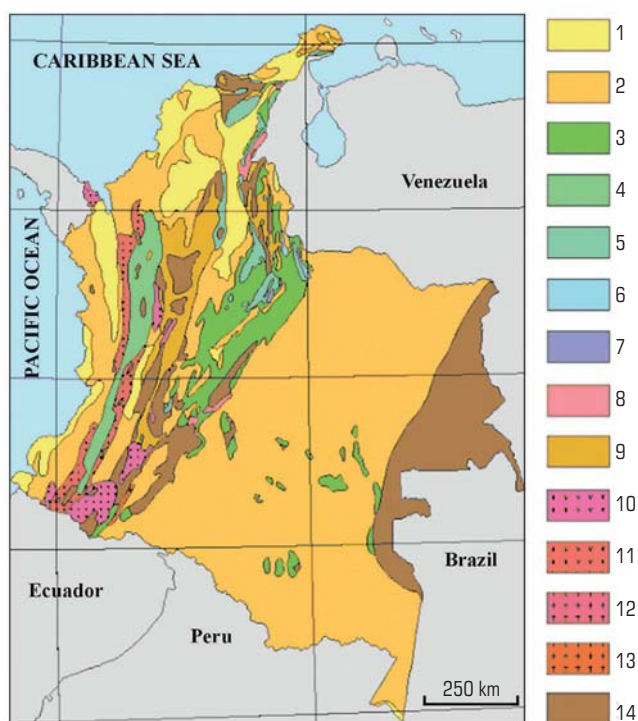 CARIBBEAN SEA
Venezuela
PACIFIC OCEAN
Brazil
Ecuador
Peru
250 km
1
2
3
4
5
6
7
8
9
10
11
12
13
14